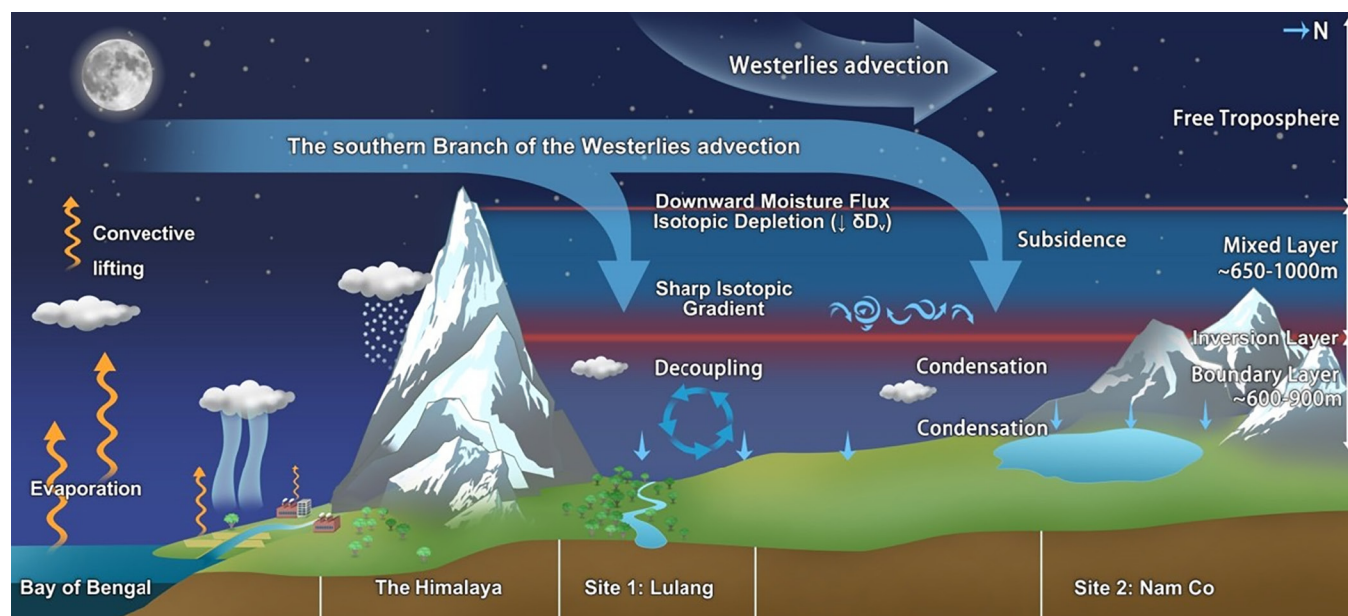 N
Westerlies advection
Free Troposphere
The southern Branch of the Westerlies advection
Downward Moisture Flux
Isotopic Depletion (↓ δDᵥ)
Convective
lifting
Subsidence
Mixed Layer
~650-1000m
Sharp Isotopic
Gradient
Inversion Layer
Decoupling
Condensation
Boundary Layer
~600-900m
Condensation
Evaporation
Bay of Bengal
The Himalaya
Site 1: Lulang
Site 2: Nam Co